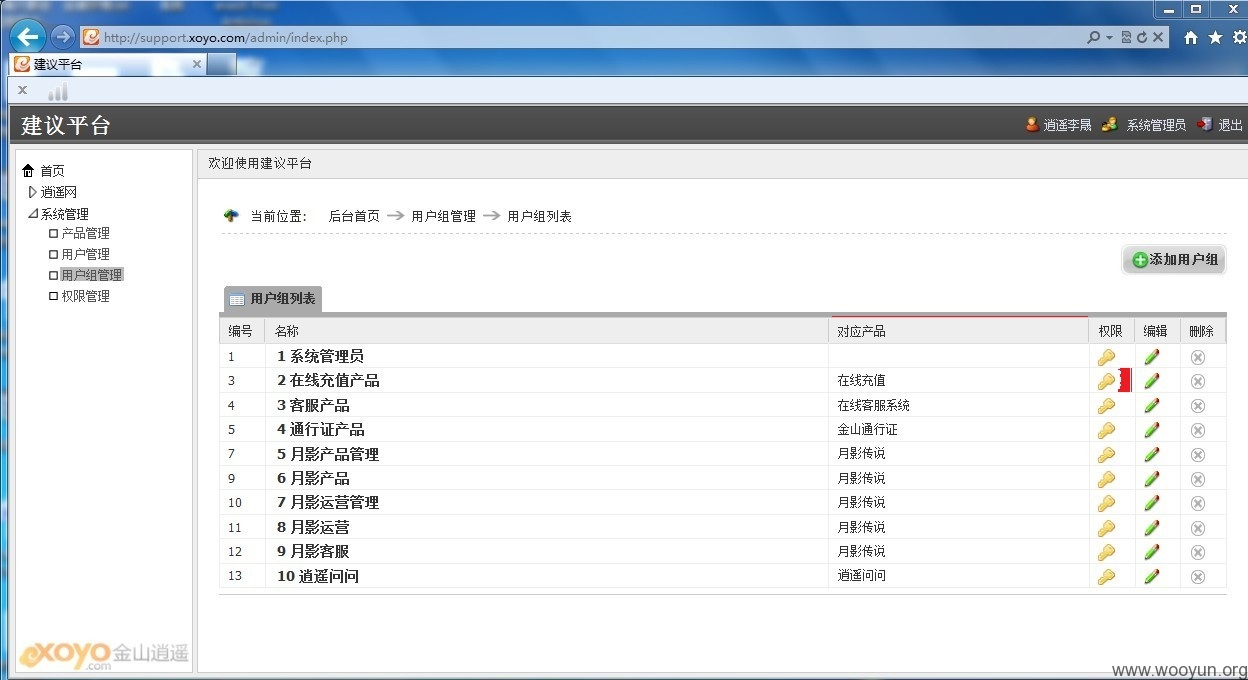 http://support.xoyo.com/admin/index.php
建议平台
建议平台
逍遥李晟 系统管理员 退出
首页
逍遥网
系统管理
产品管理
用户管理
用户组管理
权限管理
欢迎使用建议平台
当前位置： 后台首页 用户组管理 用户组列表
添加用户组
用户组列表
编号 名称 对应产品 权限 编辑 删除
1 1 系统管理员
3 2 在线充值产品 在线充值
4 3 客服产品 在线客服系统
5 4 通行证产品 金山通行证
7 5 月影产品管理 月影传说
9 6 月影产品 月影传说
10 7 月影运营管理 月影传说
11 8 月影运营 月影传说
12 9 月影客服 月影传说
13 10 逍遥问问 逍遥问问
XOYO.com 金山逍遥
www.wooyun.org